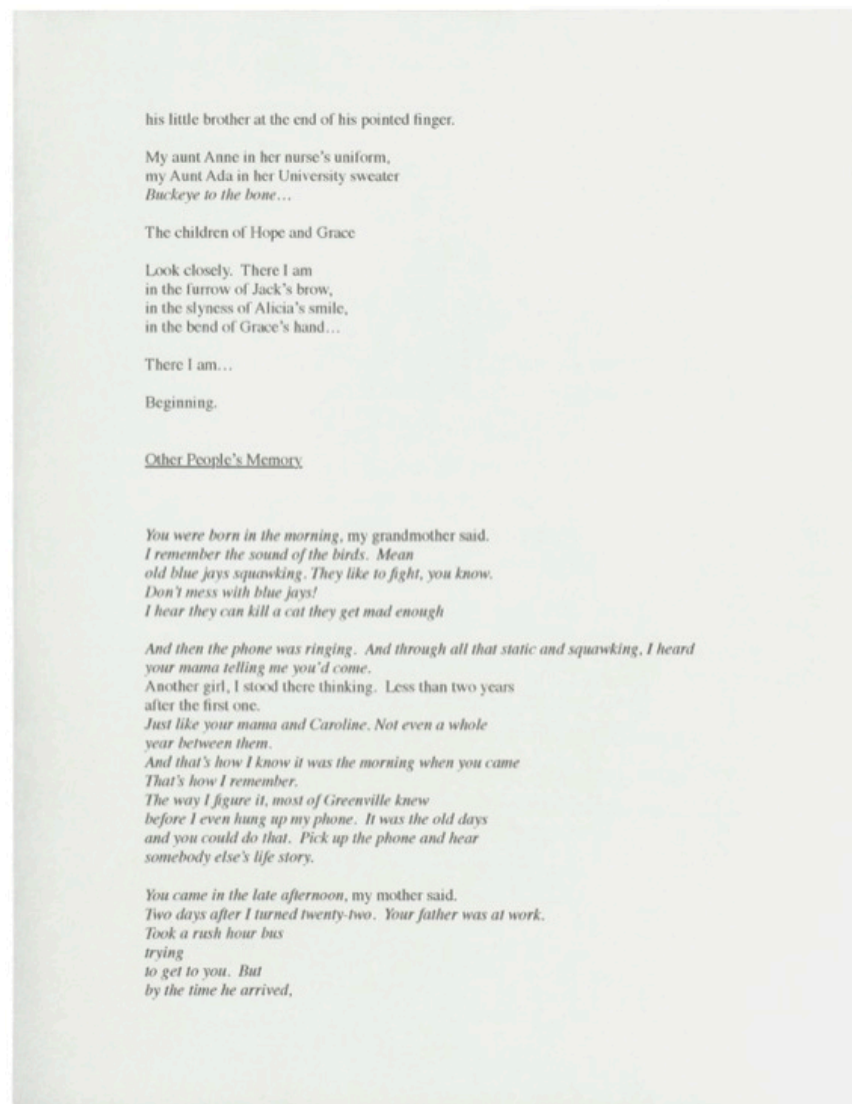 his little brother at the end of his pointed finger.
My aunt Anne in her nurse's uniform,
my Aunt Ada in her University sweater
Buckeye to the bone…
The children of Hope and Grace
Look closely.  There I am
in the furrow of Jack's brow,
in the slyness of Alicia's smile,
in the bend of Grace's hand…
There I am…
Beginning.
Other People's Memory
You were born in the morning, my grandmother said.
I remember the sound of the birds.  Mean
old blue jays squawking. They like to fight, you know.
Don't mess with blue jays!
I hear they can kill a cat they get mad enough
And then the phone was ringing.  And through all that static and squawking, I heard
your mama telling me you'd come.
Another girl, I stood there thinking.  Less than two years
after the first one.
Just like your mama and Caroline. Not even a whole
year between them.
And that's how I know it was the morning when you came
That's how I remember.
The way I figure it, most of Greenville knew
before I even hung up my phone.  It was the old days
and you could do that.  Pick up the phone and hear
somebody else's life story.
You came in the late afternoon, my mother said.
Two days after I turned twenty-two.  Your father was at work.
Took a rush hour bus
trying
to get to you.  But
by the time he arrived,